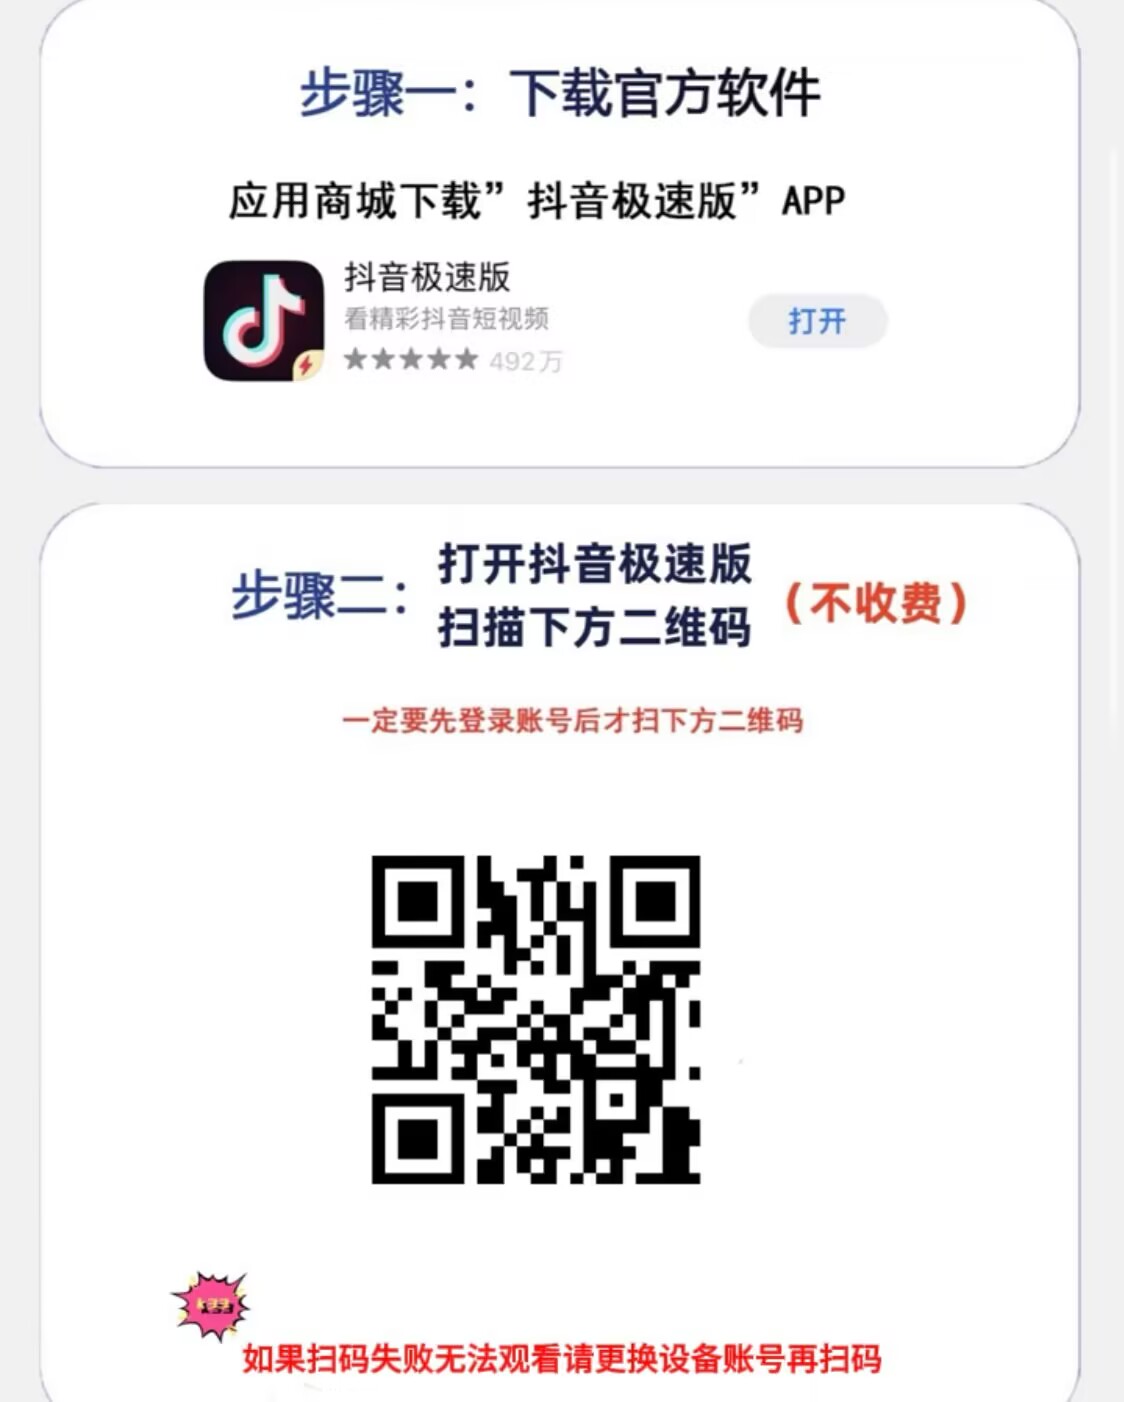 步骤一：下载官方软件
应用商城下载”抖音极速版”APP
抖音极速版
看精彩抖音短视频
★★★★★ 492万
打开
步骤二：
打开抖音极速版
扫描下方二维码
（不收费）
一定要先登录账号后才扫下方二维码
如果扫码失败无法观看请更换设备账号再扫码